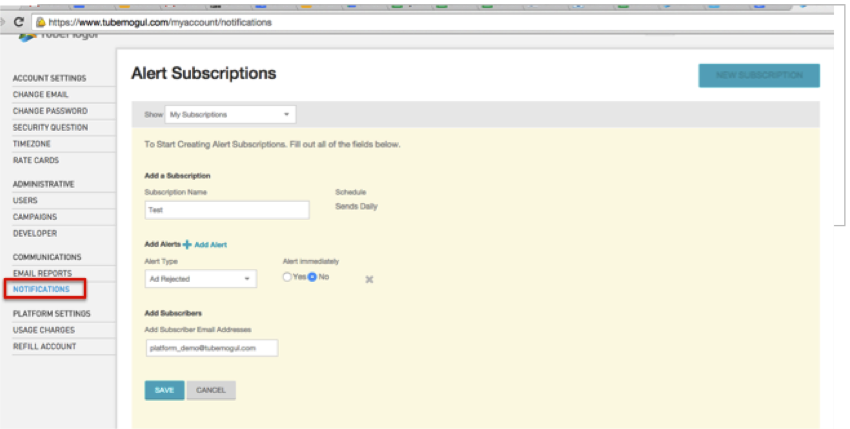 https://www.tubemogul.com/myaccount/notifications
Alert Subscriptions
NEW SUBSCRIPTION
ACCOUNT SETTINGS
CHANGE EMAIL
CHANGE PASSWORD
SECURITY QUESTION
TIMEZONE
RATE CARDS
ADMINISTRATIVE
USERS
CAMPAIGNS
DEVELOPER
COMMUNICATIONS
EMAIL REPORTS
NOTIFICATIONS
PLATFORM SETTINGS
USAGE CHARGES
REFILL ACCOUNT
Show My Subscriptions
To Start Creating Alert Subscriptions. Fill out all of the fields below.
Add a Subscription
Subscription Name Schedule
Test Sends Daily
Add Alerts Add Alert
Alert Type Alert immediately
Ad Rejected Yes No
Add Subscribers
Add Subscriber Email Addresses
platform_demo@tubemogul.com
SAVE CANCEL